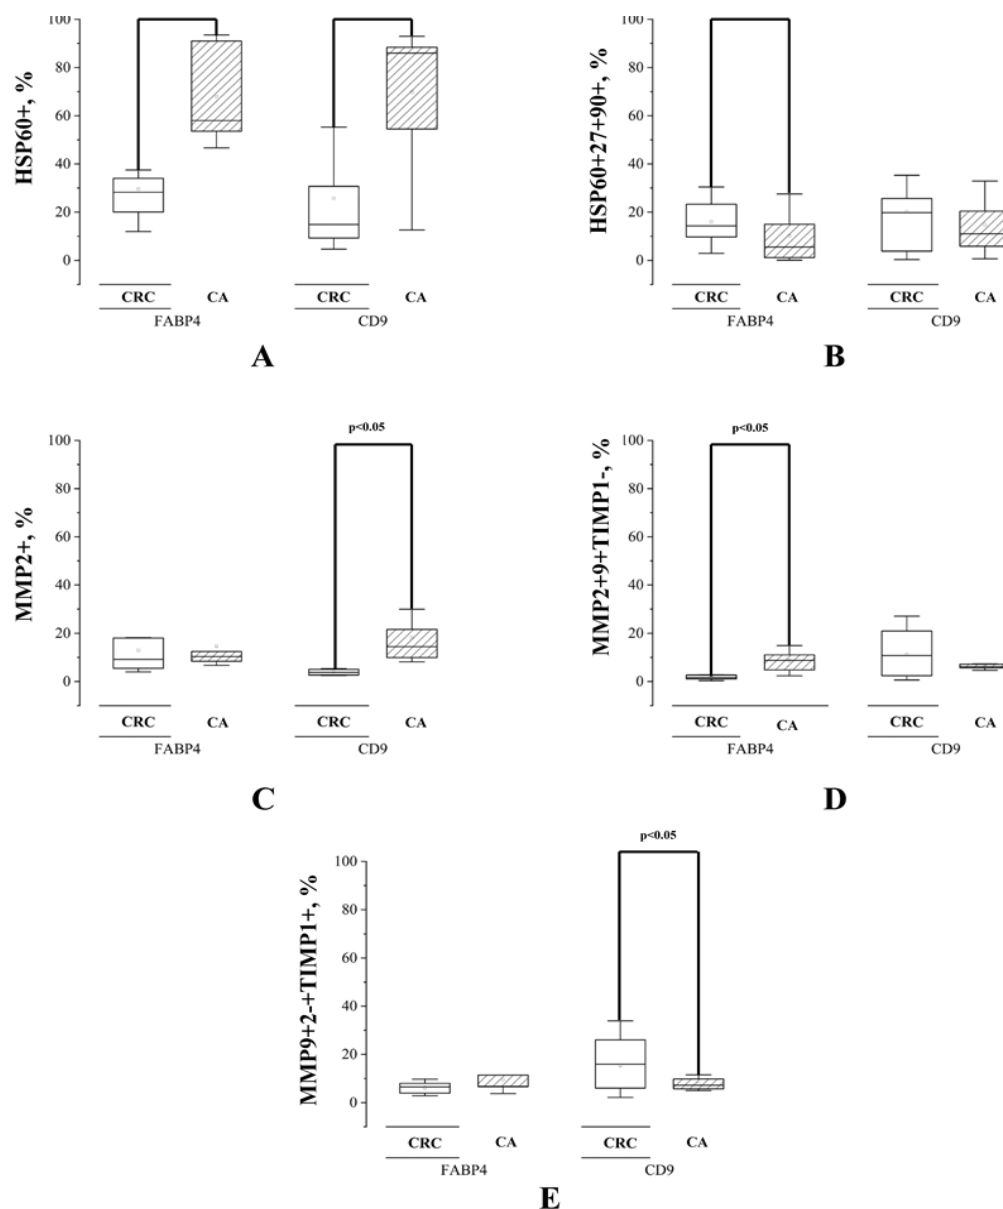 HSP60+, %
100
80
60
40
20
0
CRC CA
FABP4 CD9
A
HSP60+27+90+, %
100
80
60
40
20
0
CRC CA CRC CA
FABP4 CD9
B
MMP2+, %
p<0.05
100
80
60
40
20
0
CRC CA CRC CA
FABP4 CD9
C
MMP2+9+TIMP1-, %
p<0.05
100
80
60
40
20
0
CRC CA CRC CA
FABP4 CD9
D
MMP9+2-+TIMP1+, %
p<0.05
100
80
60
40
20
0
CRC CA CRC CA
FABP4 CD9
E